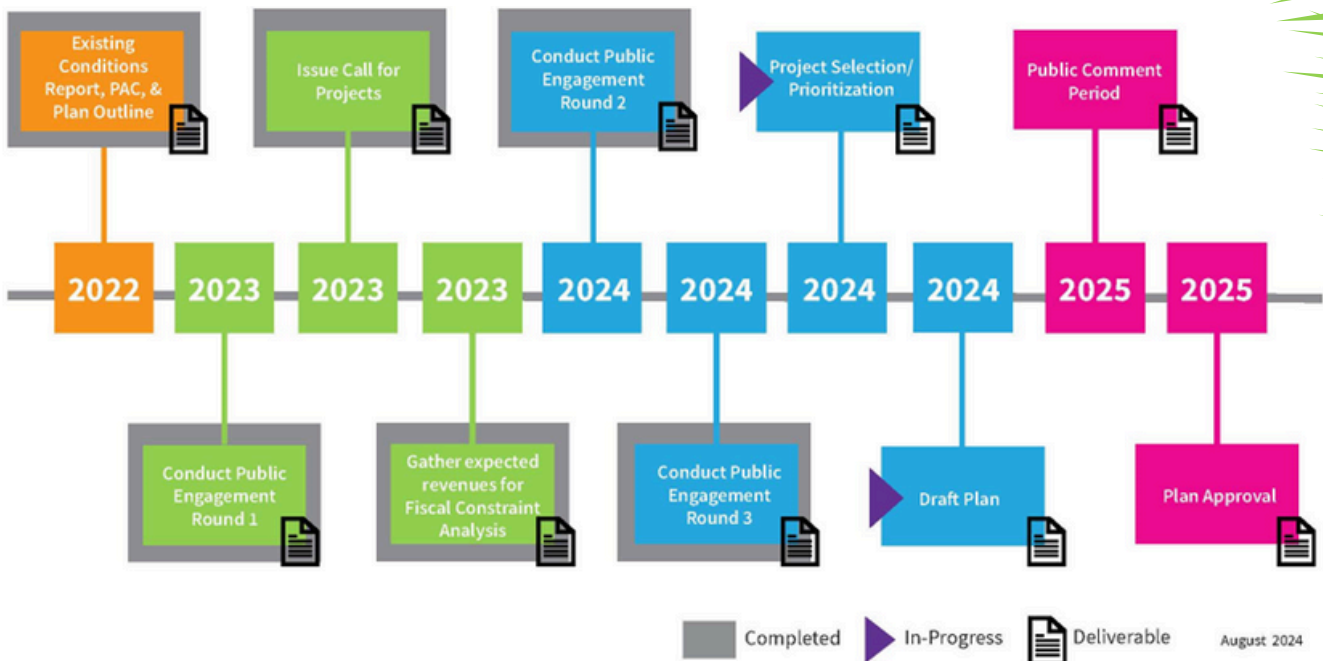 Existing
Conditions
Report, PAC, &
Plan Outline
Issue Call for
Projects
Conduct Public
Engagement
Round 2
Project Selection/
Prioritization
Public Comment
Period
2022
2023
2023
2023
2024
2024
2024
2024
2025
2025
Conduct Public
Engagement
Round 1
Gather expected
revenues for
Fiscal Constraint
Analysis
Conduct Public
Engagement
Round 3
Draft Plan
Plan Approval
Completed
In-Progress
Deliverable
August 2024